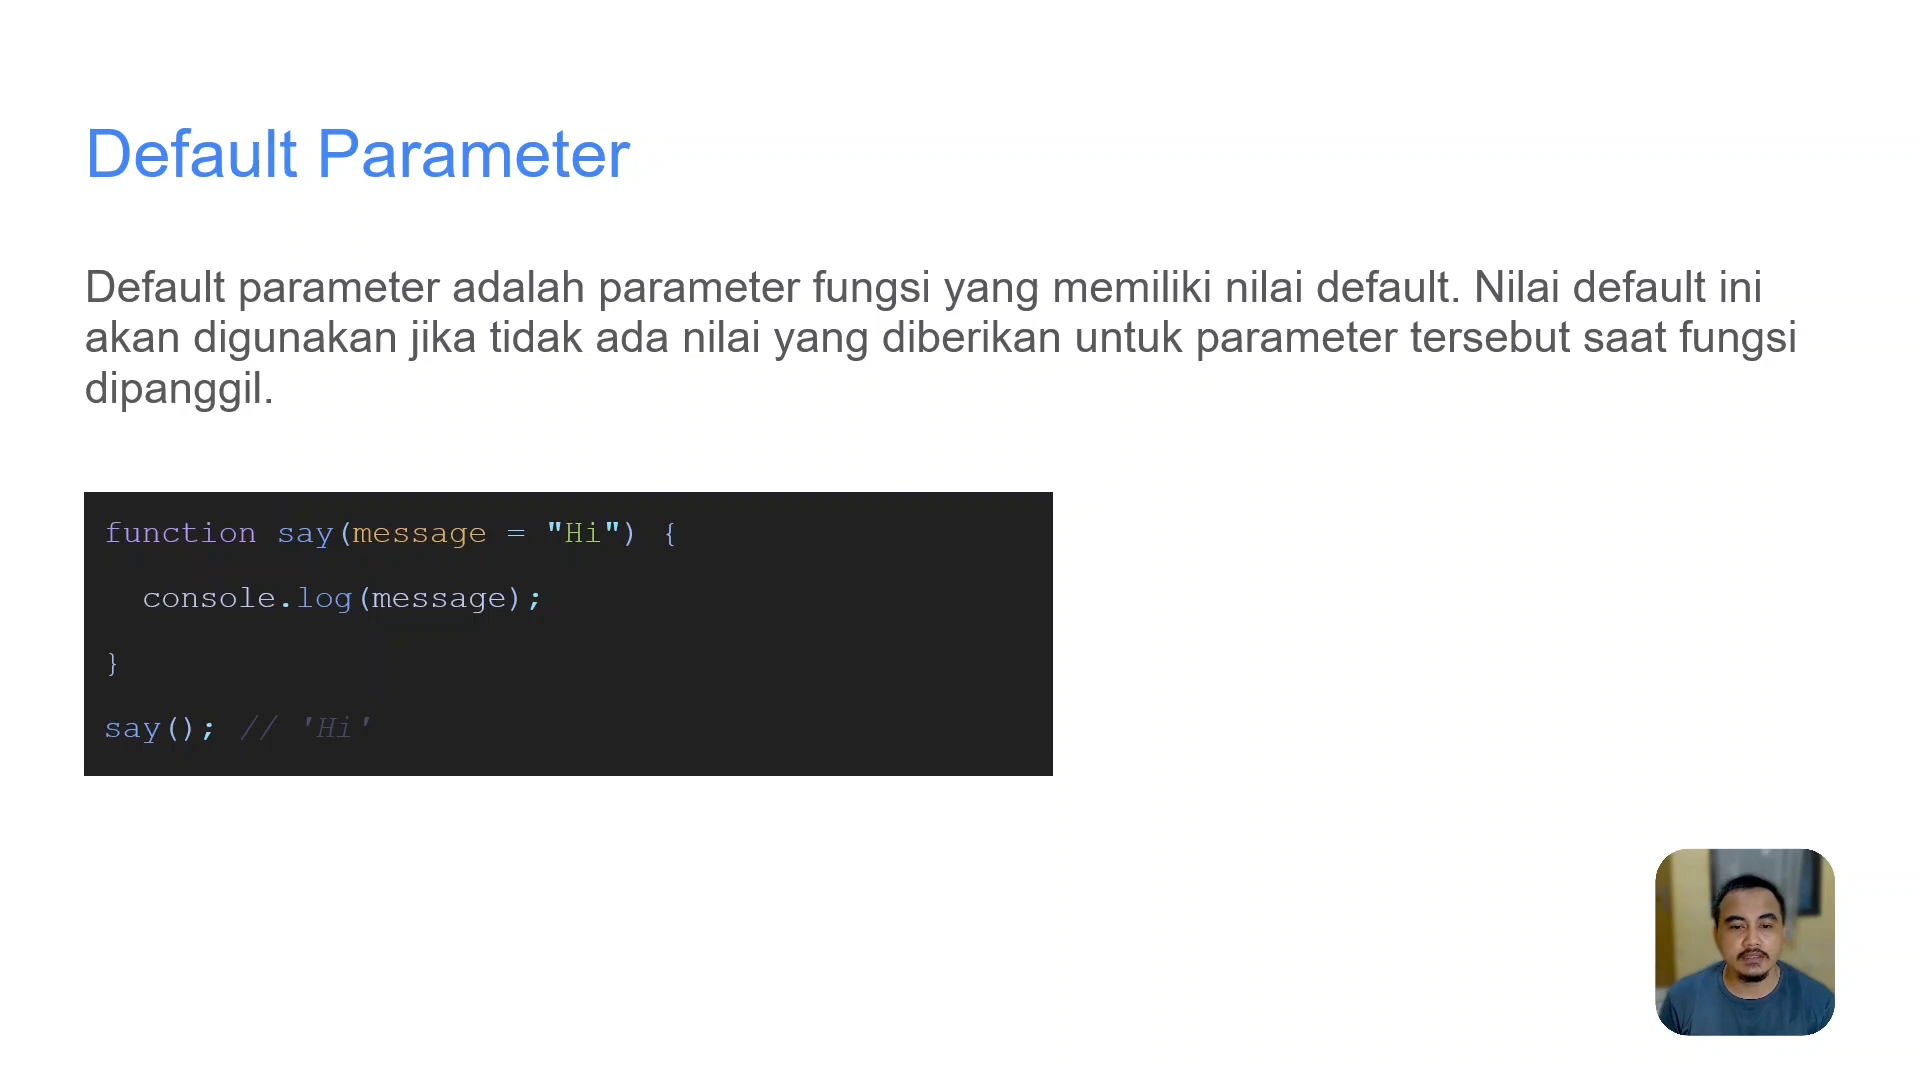 Default Parameter
Default parameter adalah parameter fungsi yang memiliki nilai default. Nilai default ini
akan digunakan jika tidak ada nilai yang diberikan untuk parameter tersebut saat fungsi
dipanggil.
function say(message = "Hi") {
  console.log(message);
}
say(); // 'Hi'